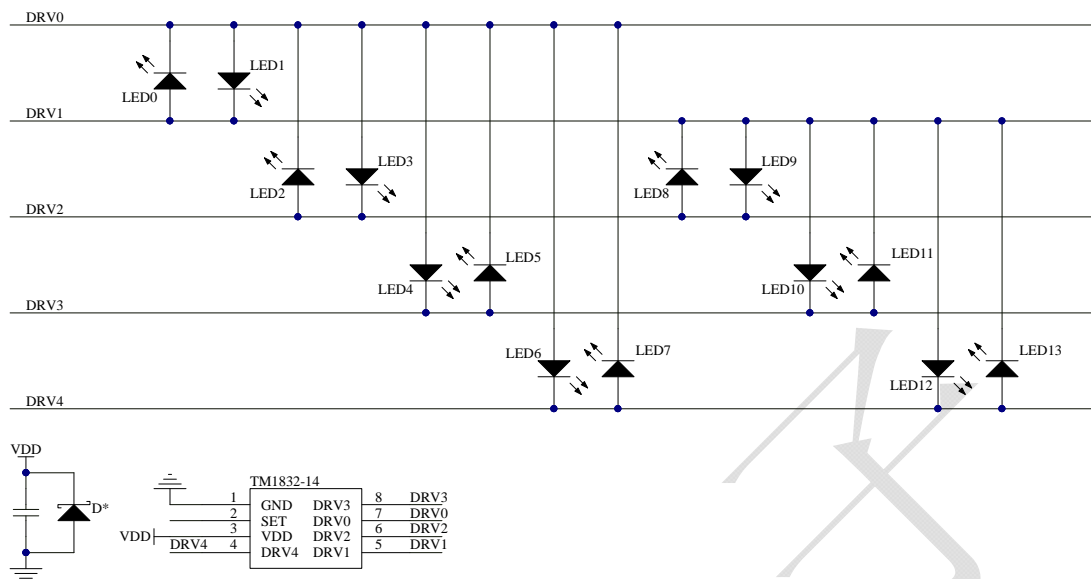 DRV0
LED0
LED1
DRV1
LED2
LED3
LED8
LED9
DRV2
LED4
LED5
LED10
LED11
DRV3
LED6
LED7
LED12
LED13
DRV4
VDD
D*
TM1832-14
1 GND DRV3 8 DRV3
2 SET DRV0 7 DRV0
VDD 3 VDD DRV2 6 DRV2
DRV4 4 DRV4 DRV1 5 DRV1